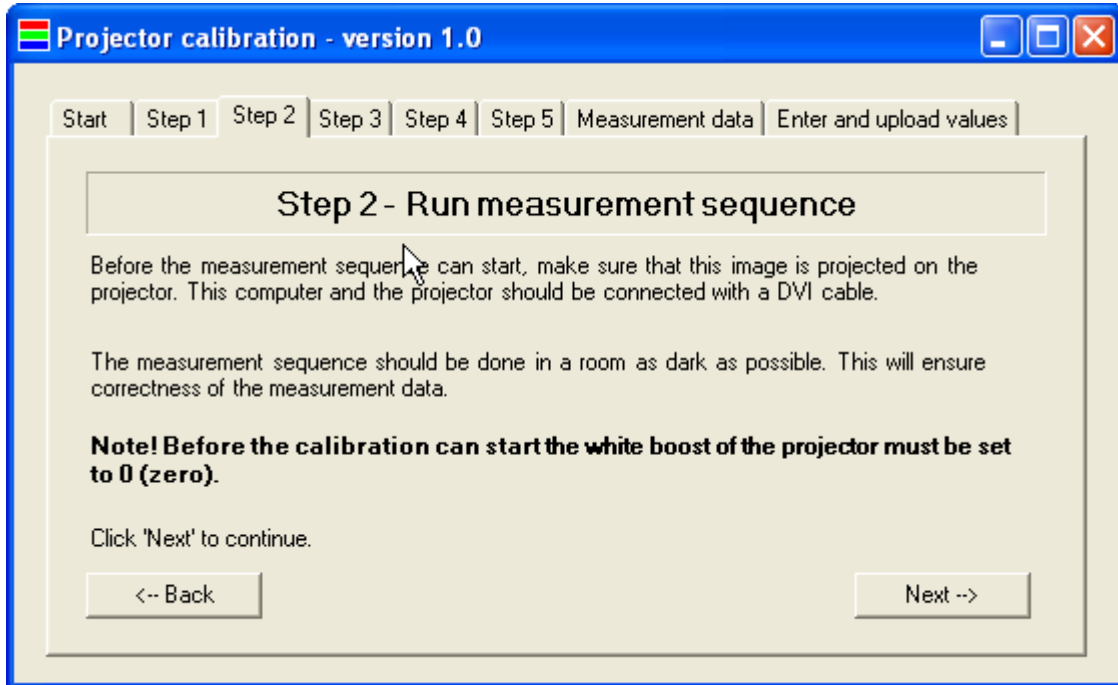 Projector calibration - version 1.0
Start Step 1 Step 2 Step 3 Step 4 Step 5 Measurement data Enter and upload values
Step 2 - Run measurement sequence
Before the measurement sequence can start, make sure that this image is projected on the
projector. This computer and the projector should be connected with a DVI cable.
The measurement sequence should be done in a room as dark as possible. This will ensure
correctness of the measurement data.
Note! Before the calibration can start the white boost of the projector must be set
to 0 (zero).
Click 'Next' to continue.
<-- Back Next -->